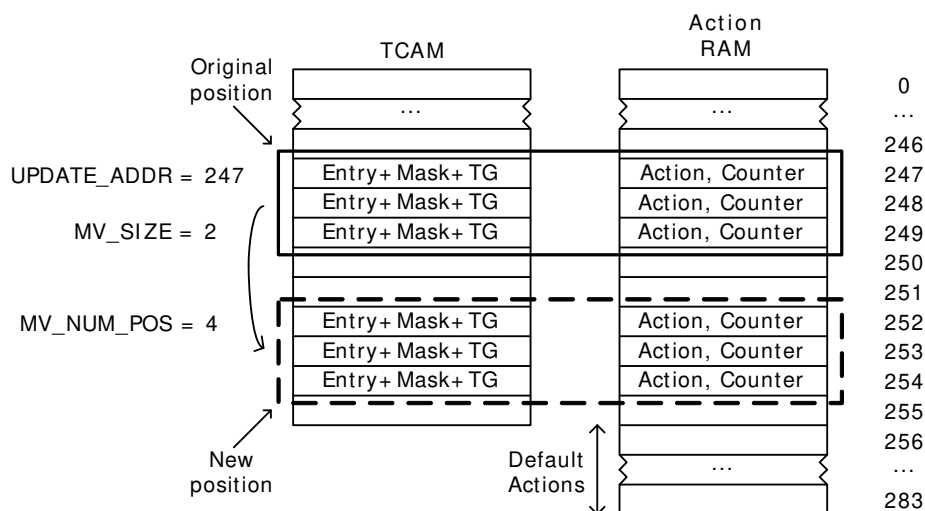 Action
TCAM RAM
Original
position
0
... ... ...
246
UPDATE_ADDR = 247 Entry+ Mask+ TG Action, Counter 247
Entry+ Mask+ TG Action, Counter 248
MV_SIZE = 2 Entry+ Mask+ TG Action, Counter 249
250
251
MV_NUM_POS = 4 Entry+ Mask+ TG Action, Counter 252
Entry+ Mask+ TG Action, Counter 253
Entry+ Mask+ TG Action, Counter 254
255
256
New
position
Default
Actions
... ...
283